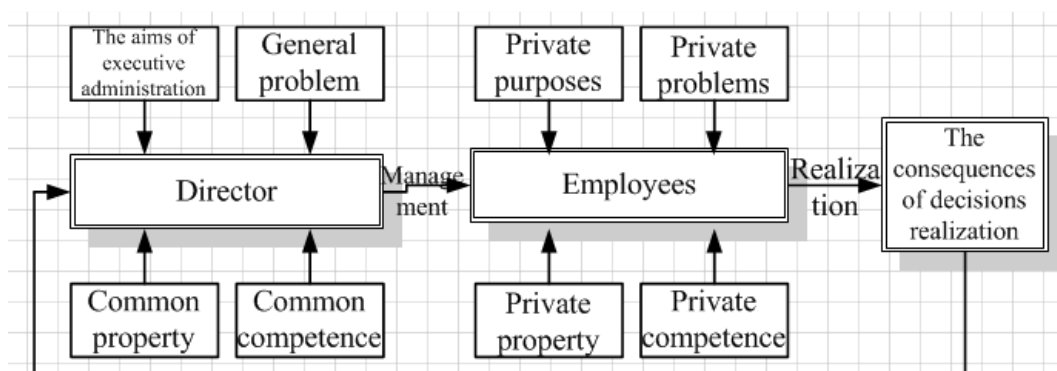 The aims of
executive
administration
General
problem
Private
purposes
Private
problems
Director
Manage
ment
Employees
Realiza
tion
The
consequences
of decisions
realization
Common
property
Common
competence
Private
property
Private
competence